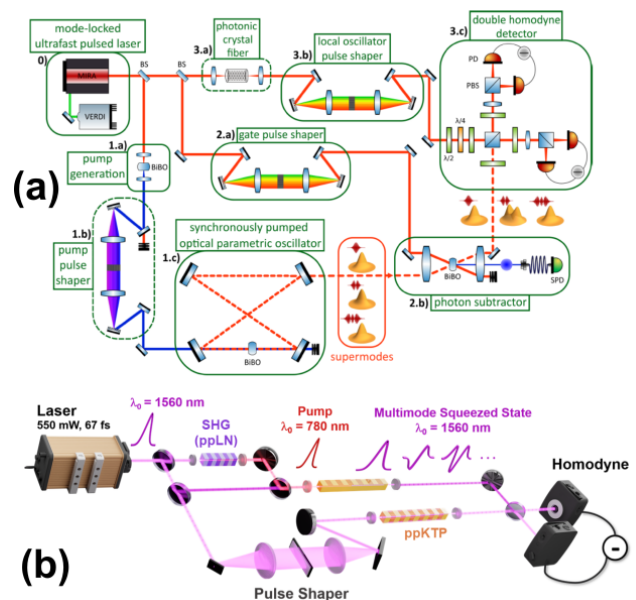 mode-locked
ultrafast pulsed laser
0)
MIRA
VERDI
BS
BS
3.a)
photonic
crystal
fiber
3.b)
local oscillator
pulse shaper
3.c)
double homodyne
detector
PD
PBS
λ/4
λ/2
1.a)
pump
generation
BiBO
2.a)
gate pulse shaper
(a)
1.b)
pump
pulse
shaper
synchronously pumped
optical parametric oscillator
1.c)
BiBO
supermodes
BiBO
SPD
2.b)
photon subtractor
Laser
550 mW, 67 fs
λ₀ = 1560 nm
SHG
(ppLN)
Pump
λ₀ = 780 nm
Multimode Squeezed State
λ₀ = 1560 nm
...
Homodyne
ppKTP
-
(b)
Pulse Shaper